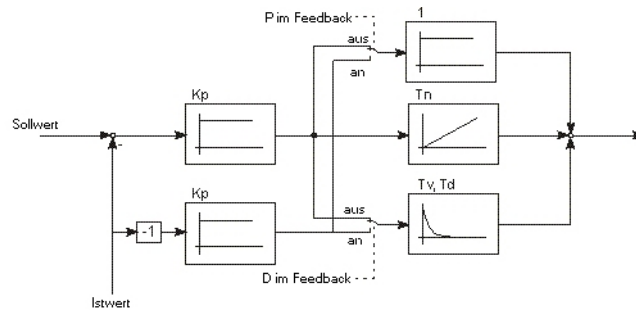 P im Feedback
1
aus
an
Kp
Tn
Sollwert
-
Kp
Tv, Td
aus
-1
an
D im Feedback
Istwert